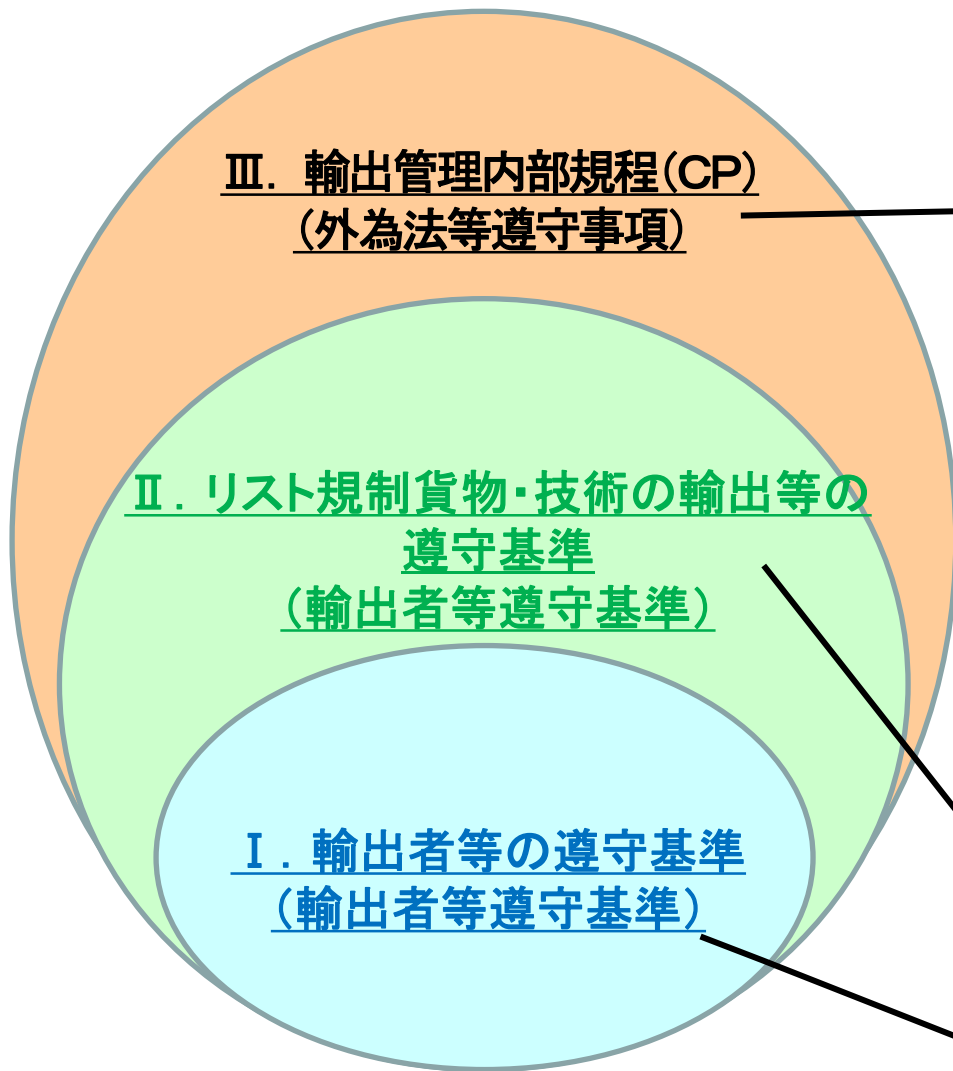 Ⅲ．輸出管理内部規程（CP）
（外為法等遵守事項）
Ⅱ．リスト規制貨物・技術の輸出等の
遵守基準
（輸出者等遵守基準）
Ⅰ．輸出者等の遵守基準
（輸出者等遵守基準）